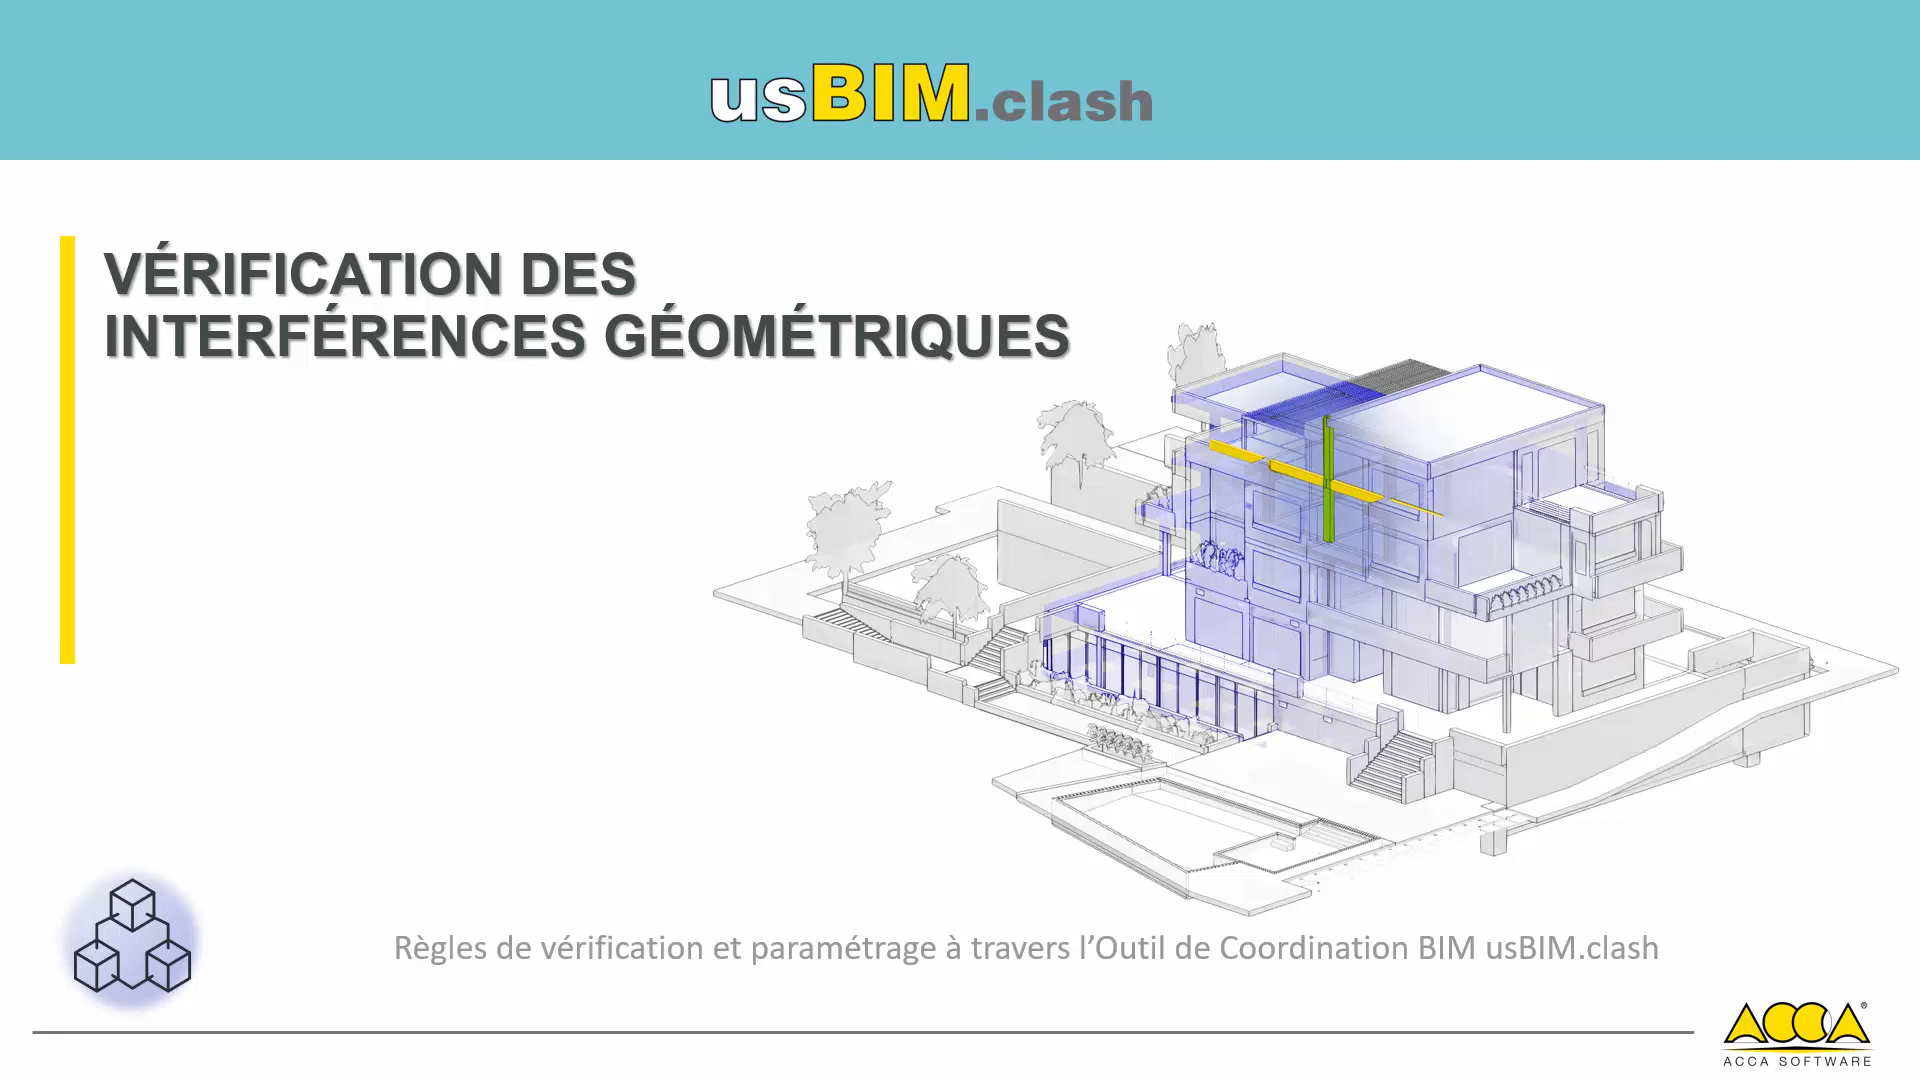 usBIM.clash
VÉRIFICATION DES
INTERFÉRENCES GÉOMÉTRIQUES
Règles de vérification et paramétrage à travers l’Outil de Coordination BIM usBIM.clash
ACCA®
ACCA SOFTWARE